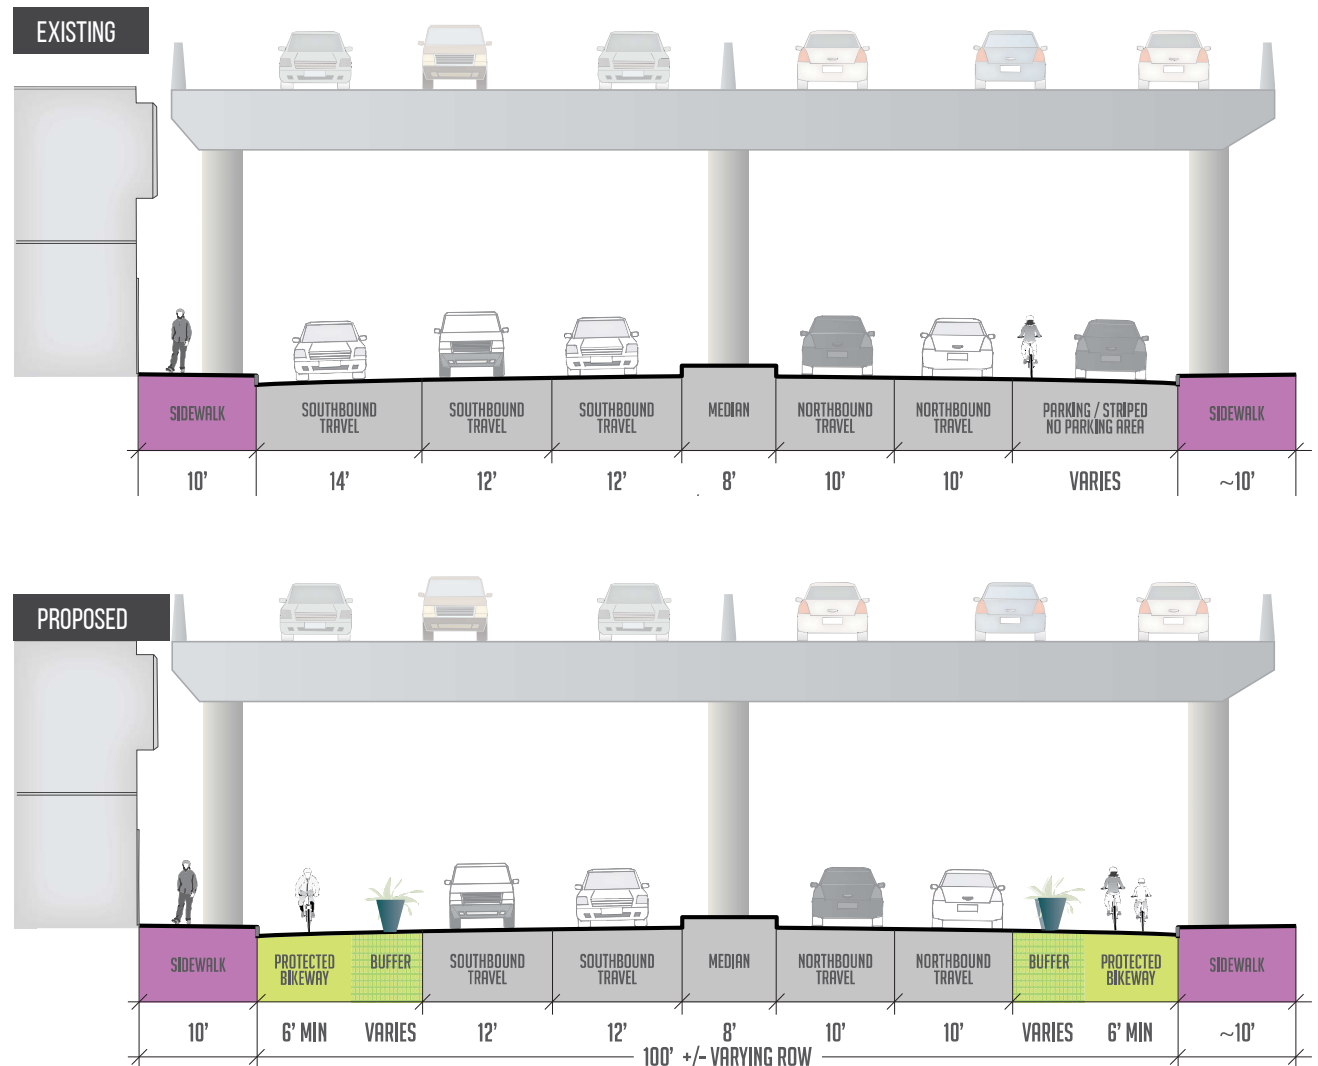 EXISTING
SIDEWALK
SOUTHBOUND
TRAVEL
SOUTHBOUND
TRAVEL
SOUTHBOUND
TRAVEL
MEDIAN
NORTHBOUND
TRAVEL
NORTHBOUND
TRAVEL
PARKING / STRIPED
NO PARKING AREA
SIDEWALK
10' 14' 12' 12' 8' 10' 10' VARIES ~10'
PROPOSED
SIDEWALK
PROTECTED
BIKEWAY
BUFFER
SOUTHBOUND
TRAVEL
SOUTHBOUND
TRAVEL
MEDIAN
NORTHBOUND
TRAVEL
NORTHBOUND
TRAVEL
BUFFER
PROTECTED
BIKEWAY
SIDEWALK
10' 6' MIN VARIES 12' 12' 8' 10' 10' VARIES 6' MIN ~10'
100' +/- VARYING ROW